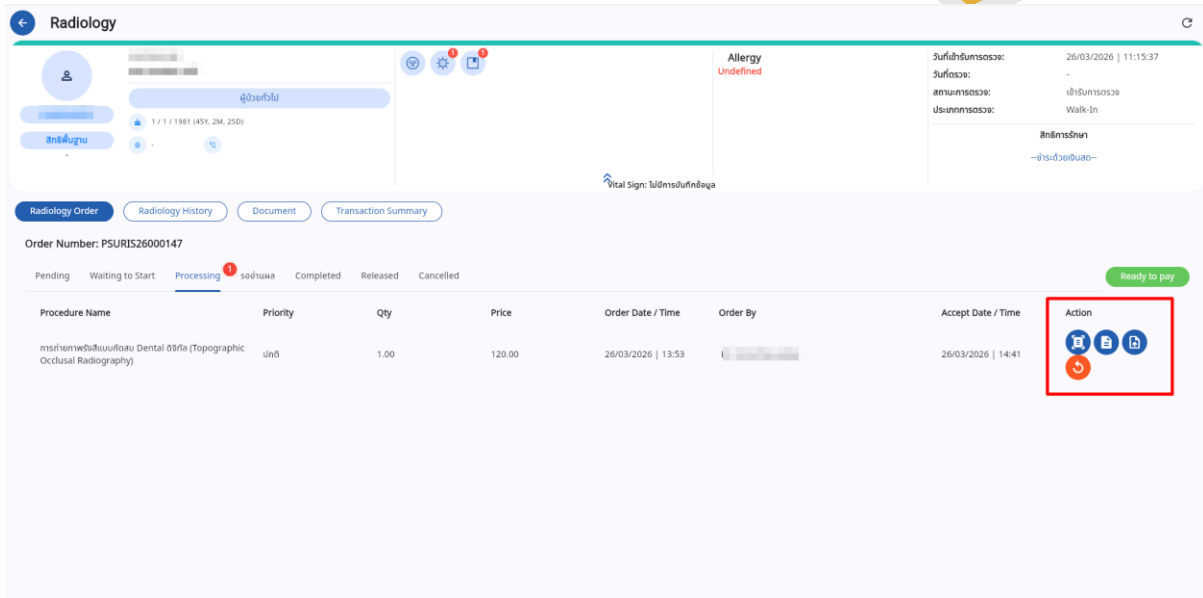 Radiology
ผู้ป่วยทั่วไป
1 / 1 / 1981 (45Y, 2M, 25D)
สิทธิพื้นฐาน
-
-
1
1
Vital Sign: ไม่มีการบันทึกข้อมูล
Allergy
Undefined
วันที่เข้ารับการตรวจ: 26/03/2026 | 11:15:37
วันที่ตรวจ: -
สถานะการตรวจ: เข้ารับการตรวจ
ประเภทการตรวจ: Walk-In
สิทธิการรักษา
--ชำระด้วยเงินสด--
Radiology Order Radiology History Document Transaction Summary
Order Number: PSURIS26000147
Pending Waiting to Start Processing 1 รออ่านผล Completed Released Cancelled Ready to pay
Procedure Name Priority Qty Price Order Date / Time Order By Accept Date / Time Action
การถ่ายภาพรังสีแบบกัดสบ Dental ดิจิทัล (Topographic ปกติ 1.00 120.00 26/03/2026 | 13:53 26/03/2026 | 14:41
Occlusal Radiography)